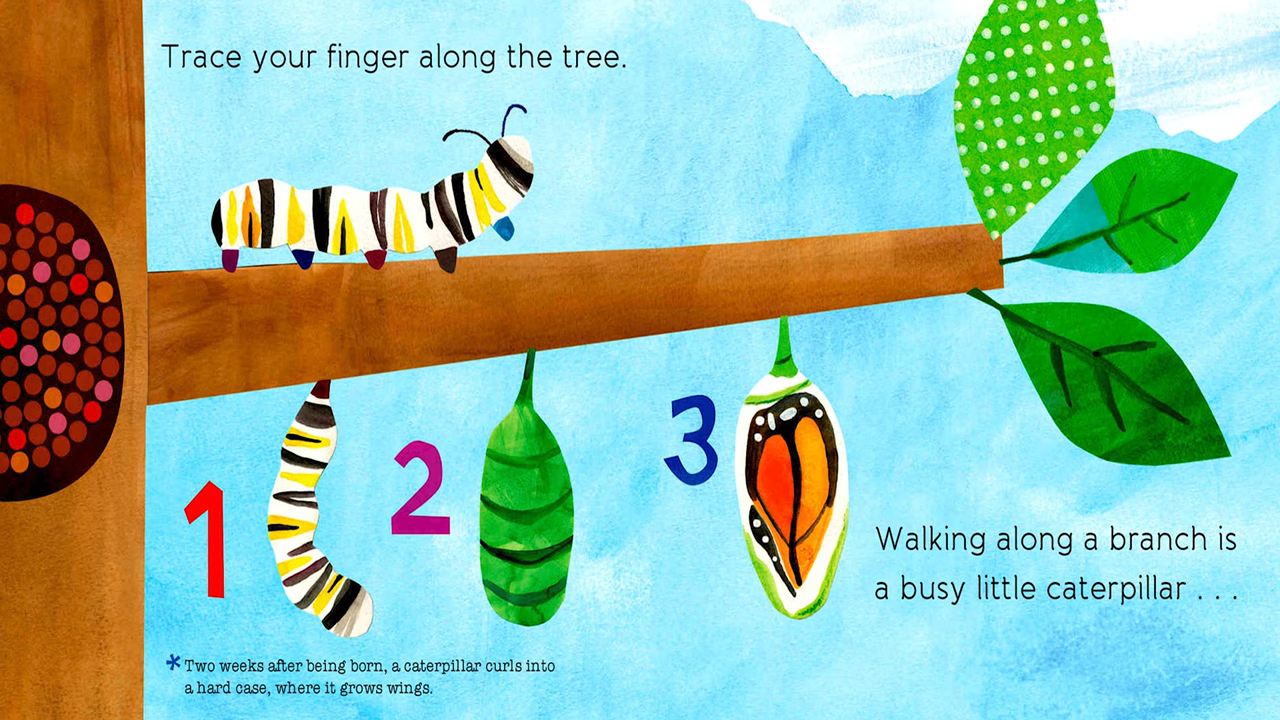 Trace your finger along the tree.
1
2
3
Walking along a branch is
a busy little caterpillar . . .
* Two weeks after being born, a caterpillar curls into
a hard case, where it grows wings.